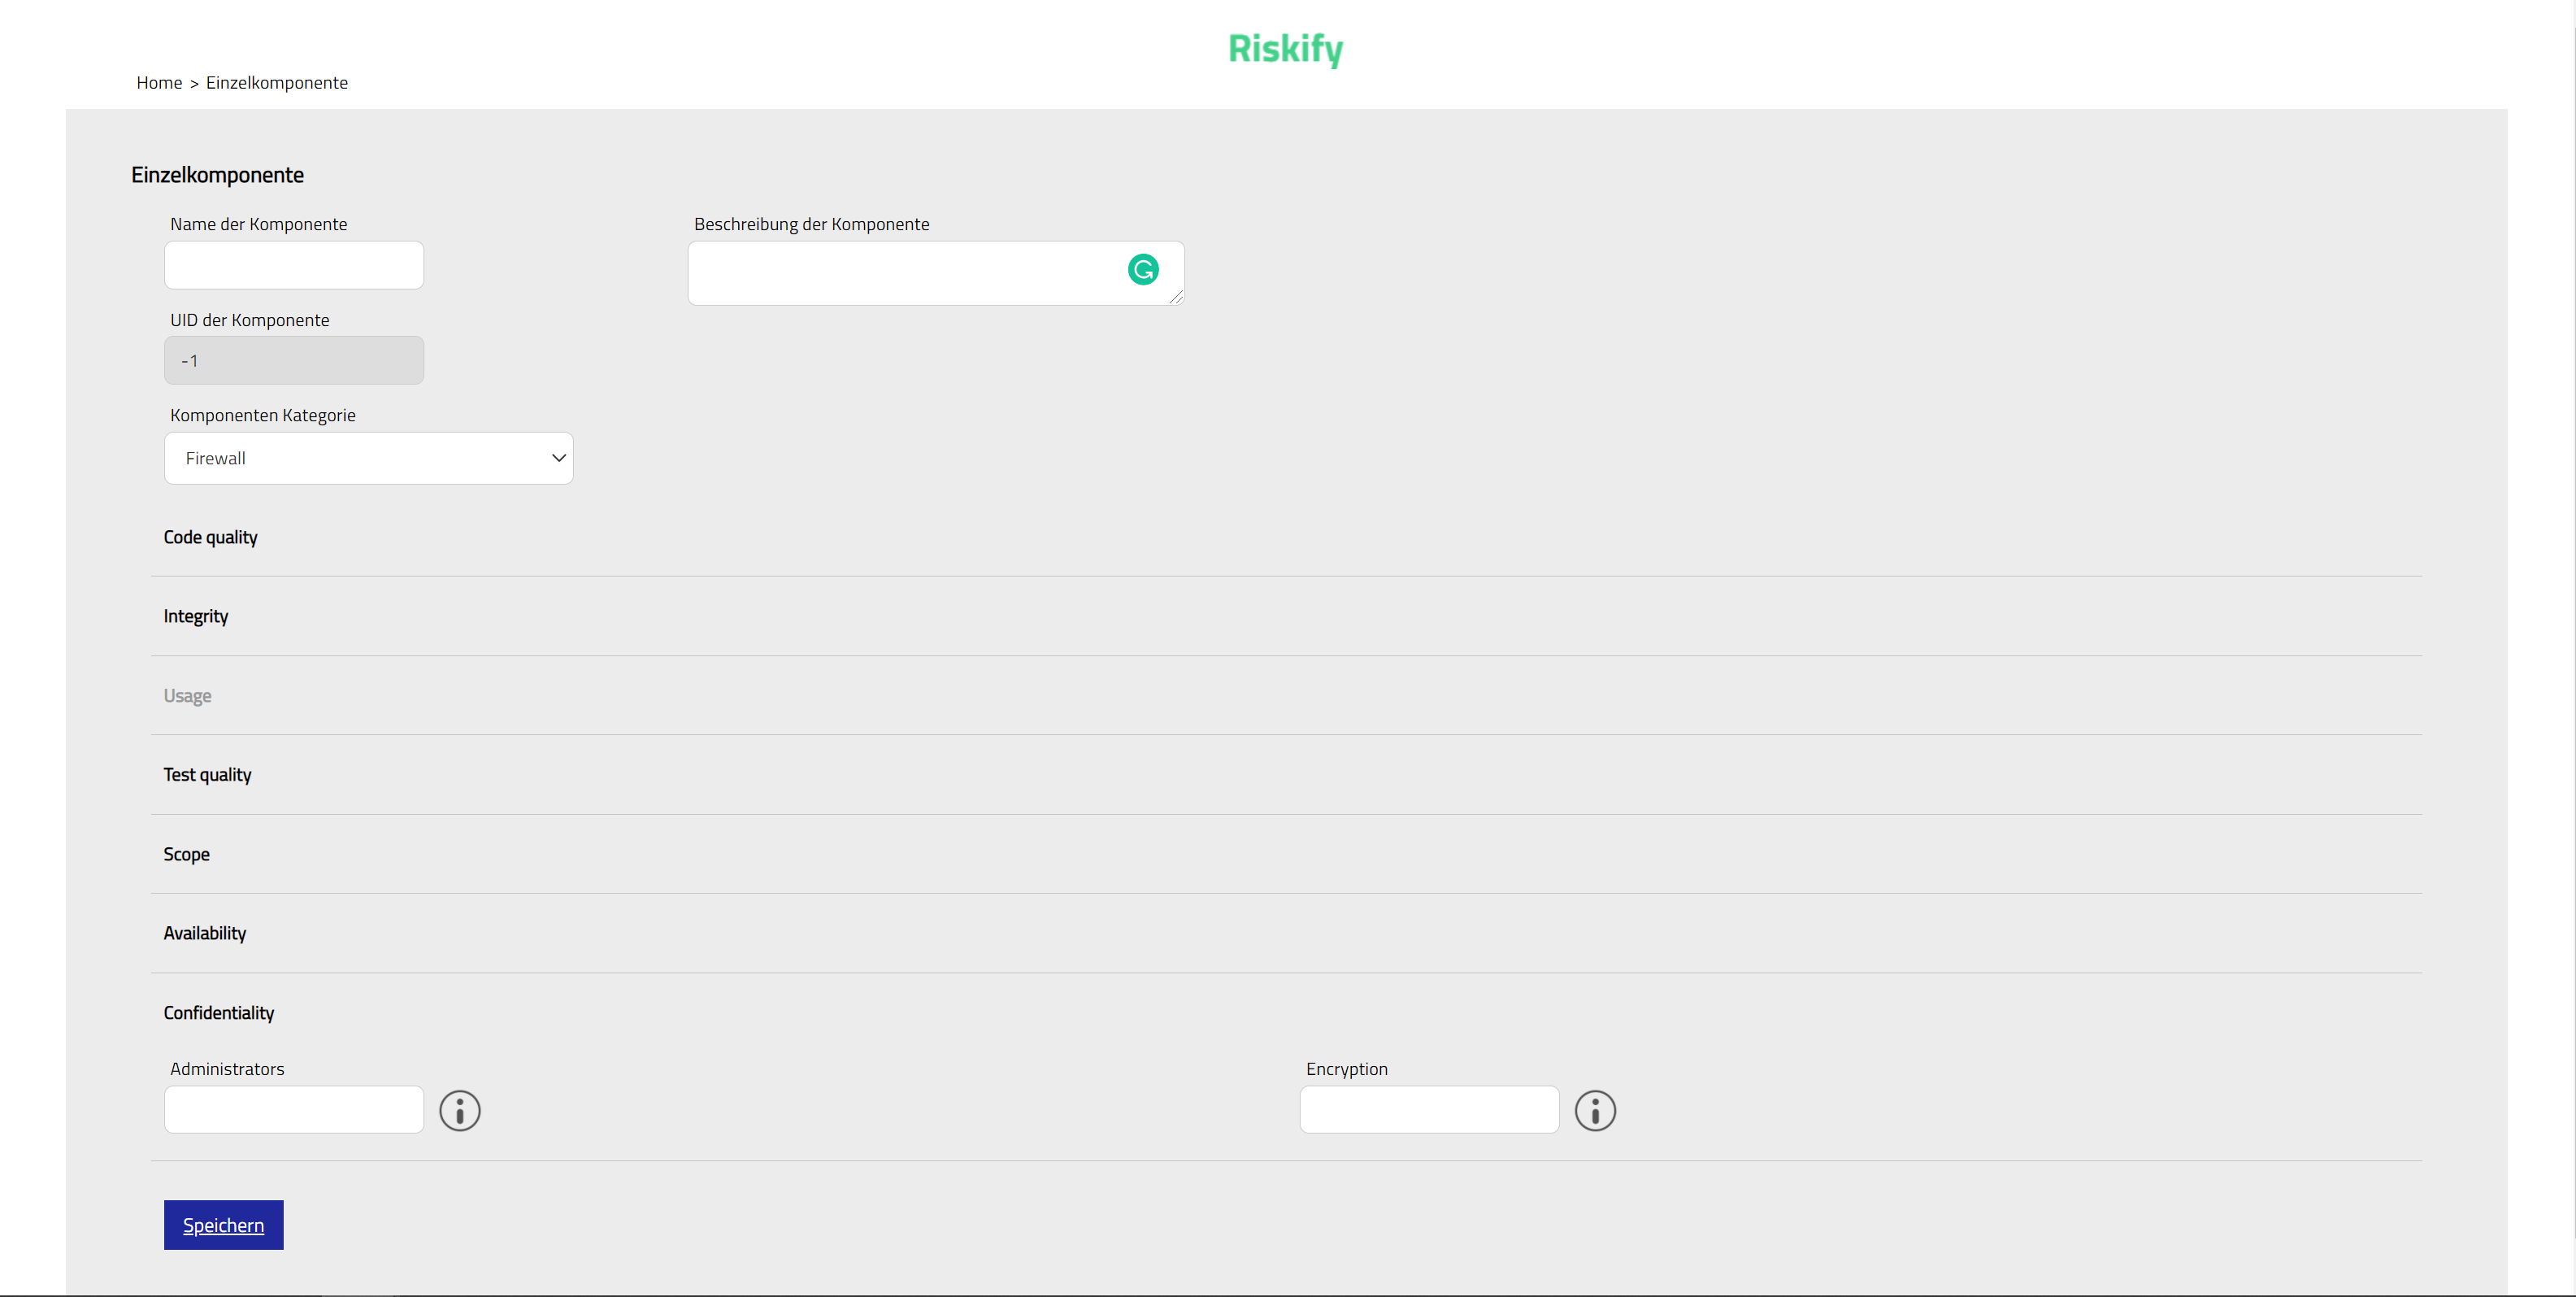 Riskify
Home > Einzelkomponente
Einzelkomponente
Name der Komponente
Beschreibung der Komponente
UID der Komponente
-1
Komponenten Kategorie
Firewall
Code quality
Integrity
Usage
Test quality
Scope
Availability
Confidentiality
Administrators
Encryption
Speichern